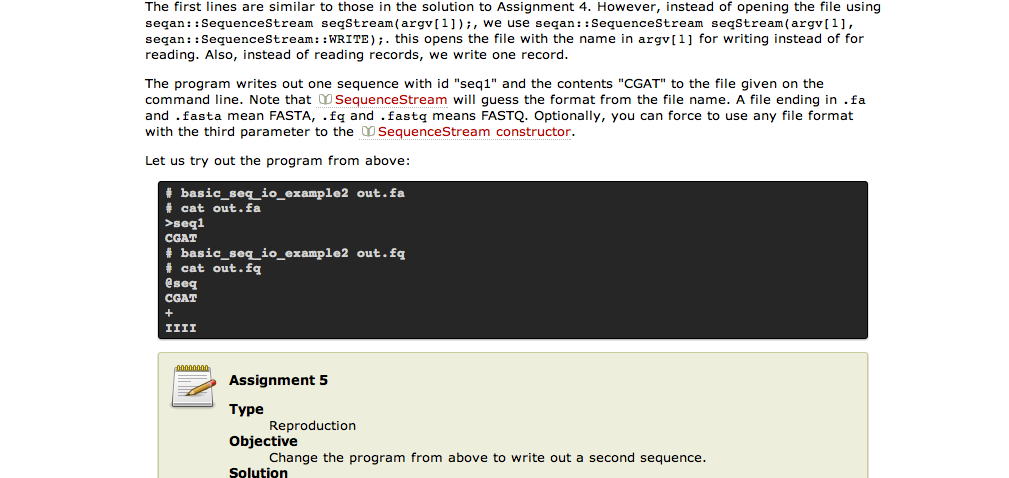 The first lines are similar to those in the solution to Assignment 4. However, instead of opening the file using
seqan::SequenceStream seqStream(argv[1]);, we use seqan::SequenceStream seqStream(argv[1],
seqan::SequenceStream::WRITE);. this opens the file with the name in argv[1] for writing instead of for
reading. Also, instead of reading records, we write one record.
The program writes out one sequence with id "seq1" and the contents "CGAT" to the file given on the
command line. Note that SequenceStream will guess the format from the file name. A file ending in .fa
and .fasta mean FASTA, .fq and .fastq means FASTQ. Optionally, you can force to use any file format
with the third parameter to the SequenceStream constructor.
Let us try out the program from above:
# basic_seq_io_example2 out.fa
# cat out.fa
>seq1
CGAT
# basic_seq_io_example2 out.fq
# cat out.fq
@seq
CGAT
+
IIII
Assignment 5
Type
Reproduction
Objective
Change the program from above to write out a second sequence.
Solution